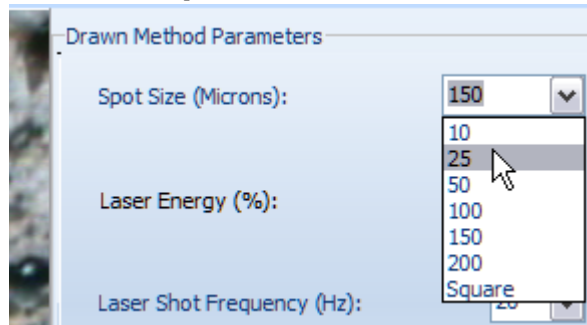 Drawn Method Parameters
Spot Size (Microns): 150
10
25
50
Laser Energy (%):
100
150
200
Square
Laser Shot Frequency (Hz): 20